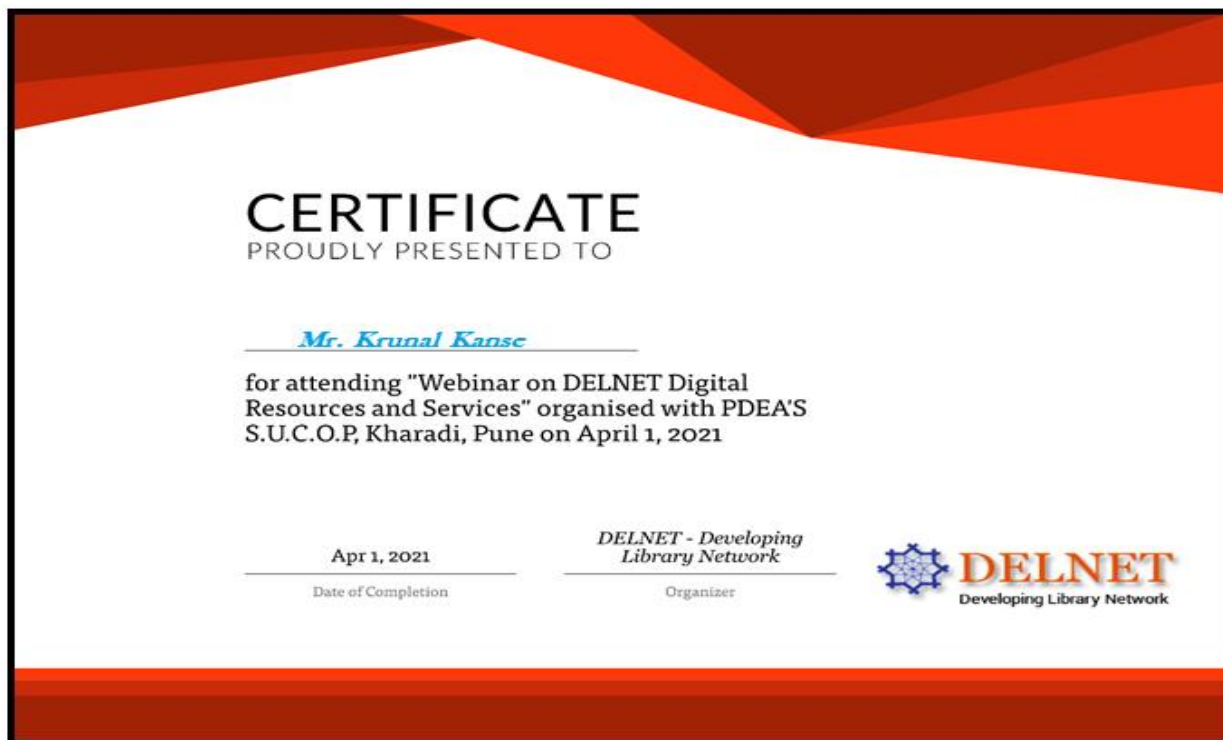 CERTIFICATE
PROUDLY PRESENTED TO
Mr. Krunal Kanse
for attending "Webinar on DELNET Digital
Resources and Services" organised with PDEA'S
S.U.C.O.P, Kharadi, Pune on April 1, 2021
Apr 1, 2021
Date of Completion
DELNET - Developing
Library Network
Organizer
DELNET
Developing Library Network